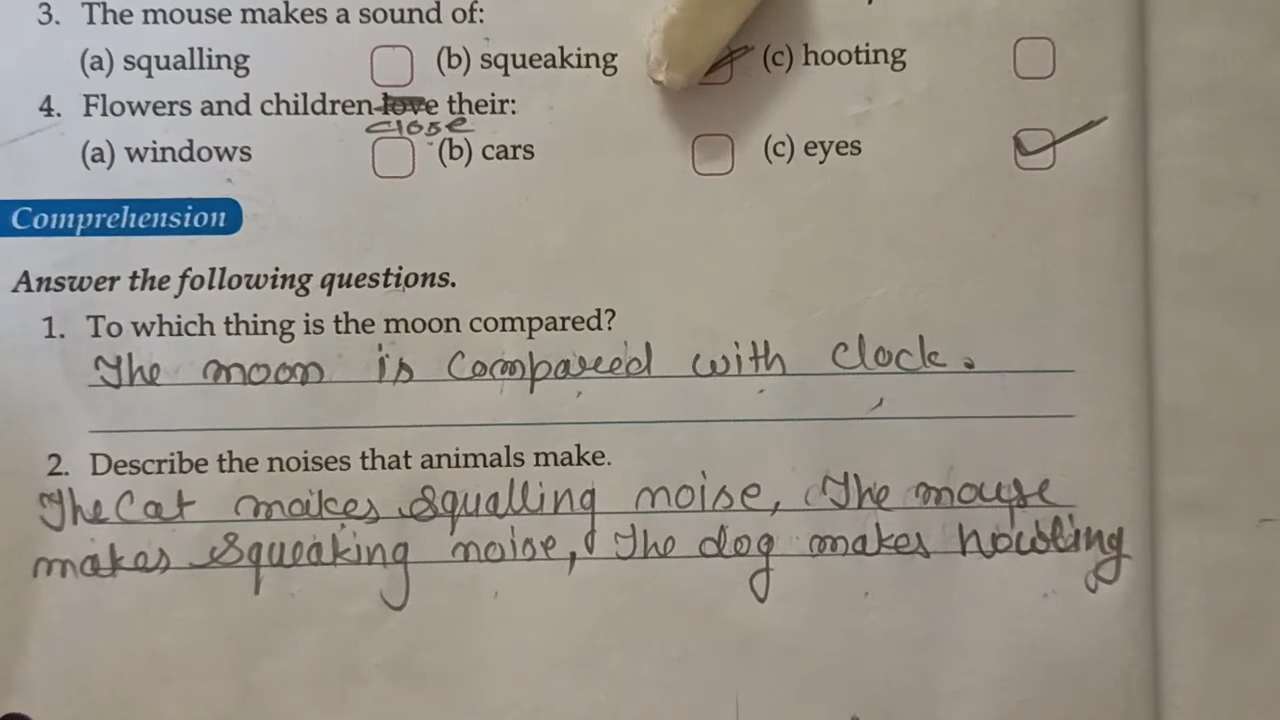 3. The mouse makes a sound of:
(a) squalling (b) squeaking (c) hooting
4. Flowers and children love their:
close
(a) windows (b) cars (c) eyes
Comprehension
Answer the following questions.
1. To which thing is the moon compared?
The moon is compared with clock.
2. Describe the noises that animals make.
The Cat makes squalling noise, The mouse
makes squeaking noise, The dog makes howling